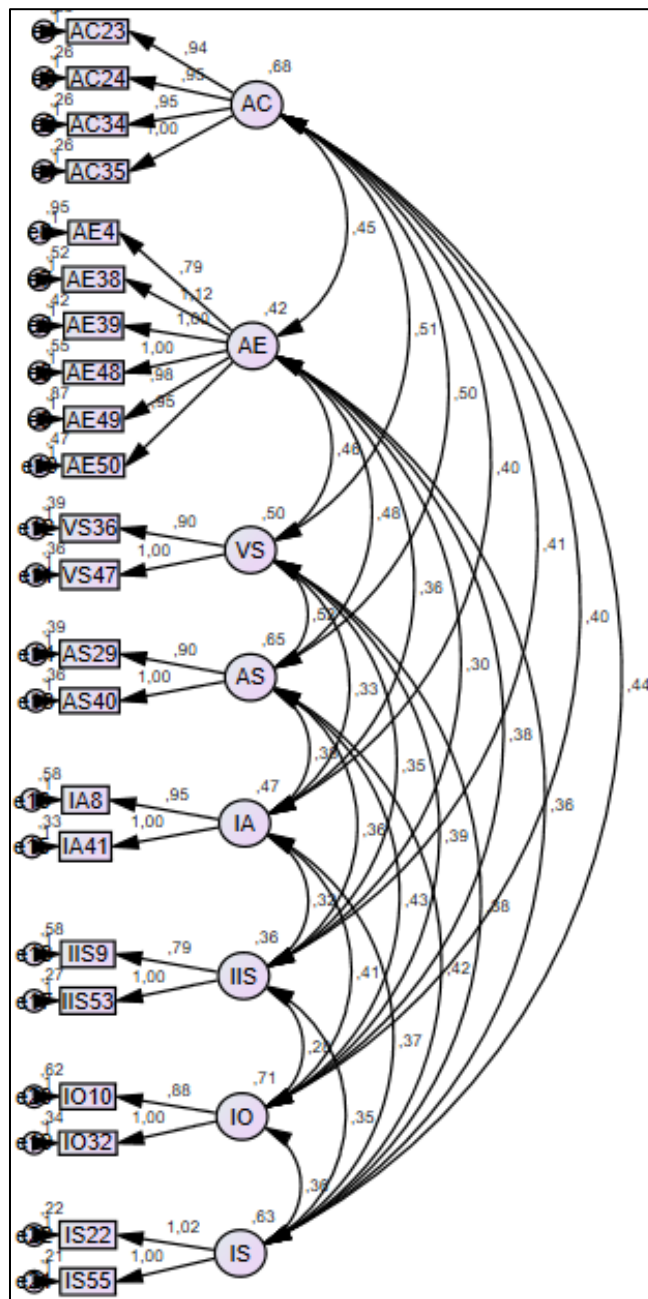 AC23
,94
,68
,26
AC24
,95
AC
,26
AC34
,95
,26
1,00
AC35
,95
AE4
,45
,79
,52
AE38
1,12
,42
,42
AE39
1,00
AE
,51
,55
AE48
1,00
,50
,87
,98
AE49
,95
,40
,47
AE50
,46
,48
,41
,39
VS36
,90
,50
,36
VS
,40
,36
VS47
1,00
,52
,39
AS29
,90
,65
,30
,33
,44
AS
,36
AS40
1,00
,35
,38
,36
,58
IA8
,95
,47
,36
,39
IA
,33
IA41
1,00
,32
,43
,38
,58
IIS9
,79
,36
,42
,41
IIS
,27
IIS53
1,00
,37
,62
IO10
,88
,71
,35
IO
,34
IO32
1,00
,36
,22
IS22
1,02
,63
IS
,21
IS55
1,00